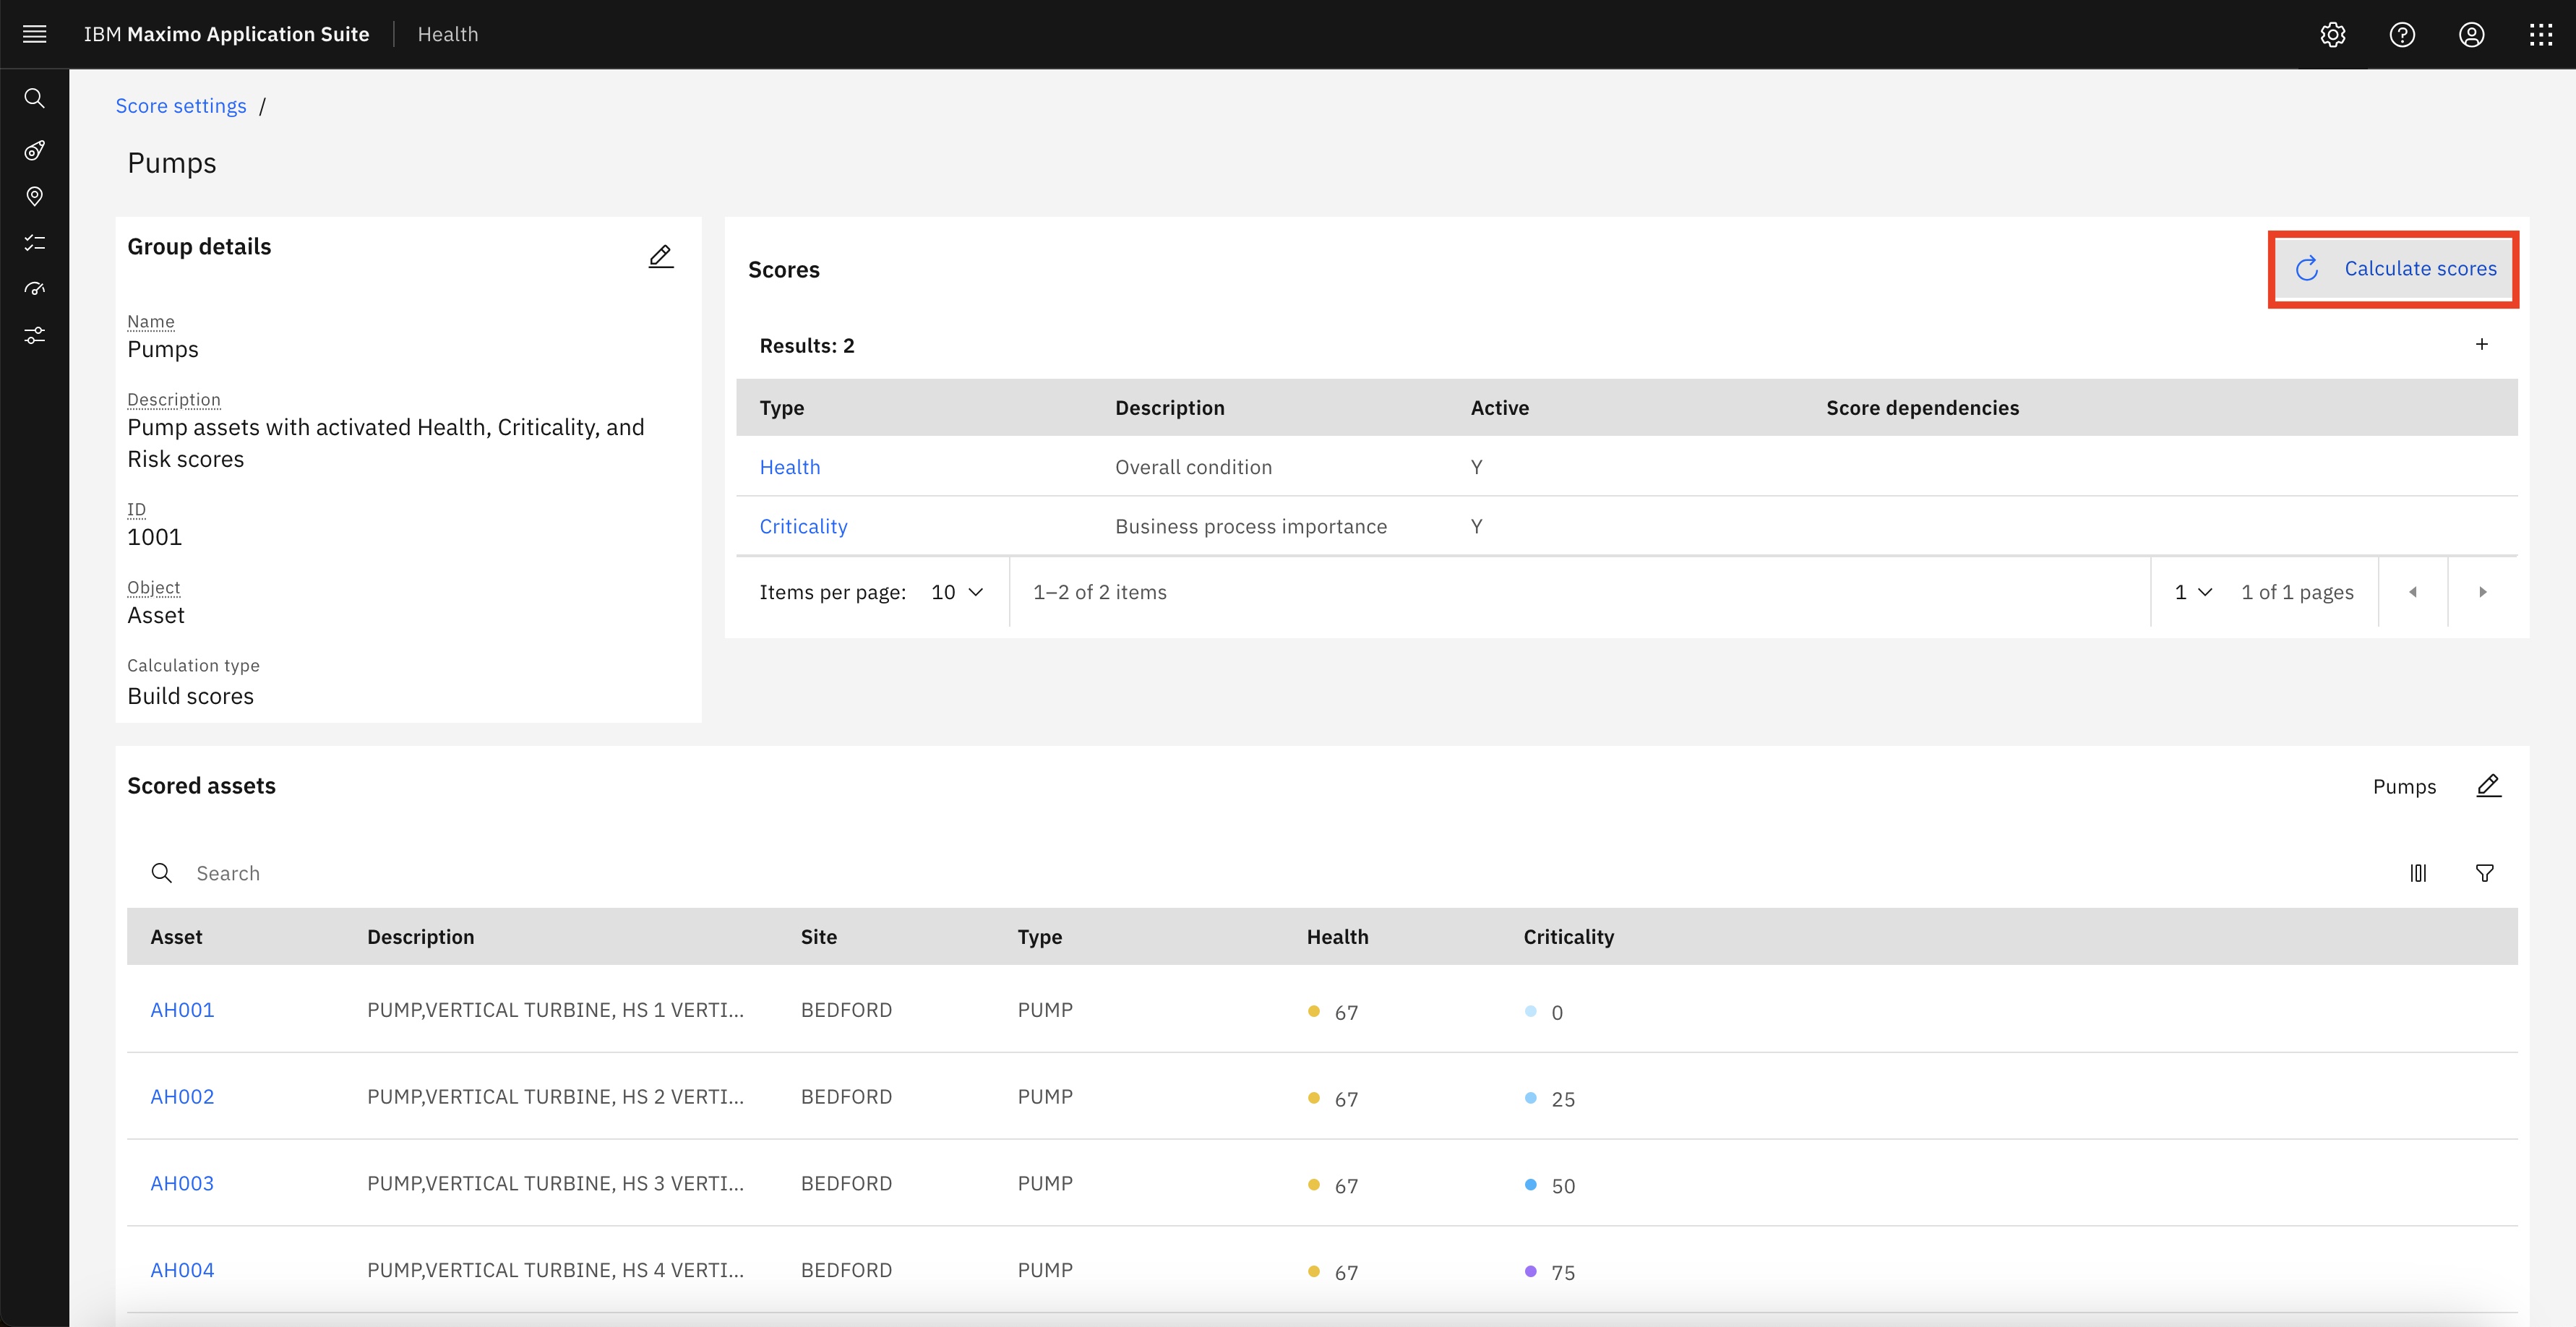 IBM Maximo Application Suite
Health
Score settings /
Pumps
Group details
Name
Pumps
Description
Pump assets with activated Health, Criticality, and
Risk scores
ID
1001
Object
Asset
Calculation type
Build scores
Scores
Calculate scores
Results: 2
Type Description Active Score dependencies
Health Overall condition Y
Criticality Business process importance Y
Items per page: 10 1–2 of 2 items 1 1 of 1 pages
Scored assets
Pumps
Search
Asset Description Site Type Health Criticality
AH001 PUMP,VERTICAL TURBINE, HS 1 VERTI... BEDFORD PUMP 67 0
AH002 PUMP,VERTICAL TURBINE, HS 2 VERTI... BEDFORD PUMP 67 25
AH003 PUMP,VERTICAL TURBINE, HS 3 VERTI... BEDFORD PUMP 67 50
AH004 PUMP,VERTICAL TURBINE, HS 4 VERTI... BEDFORD PUMP 67 75